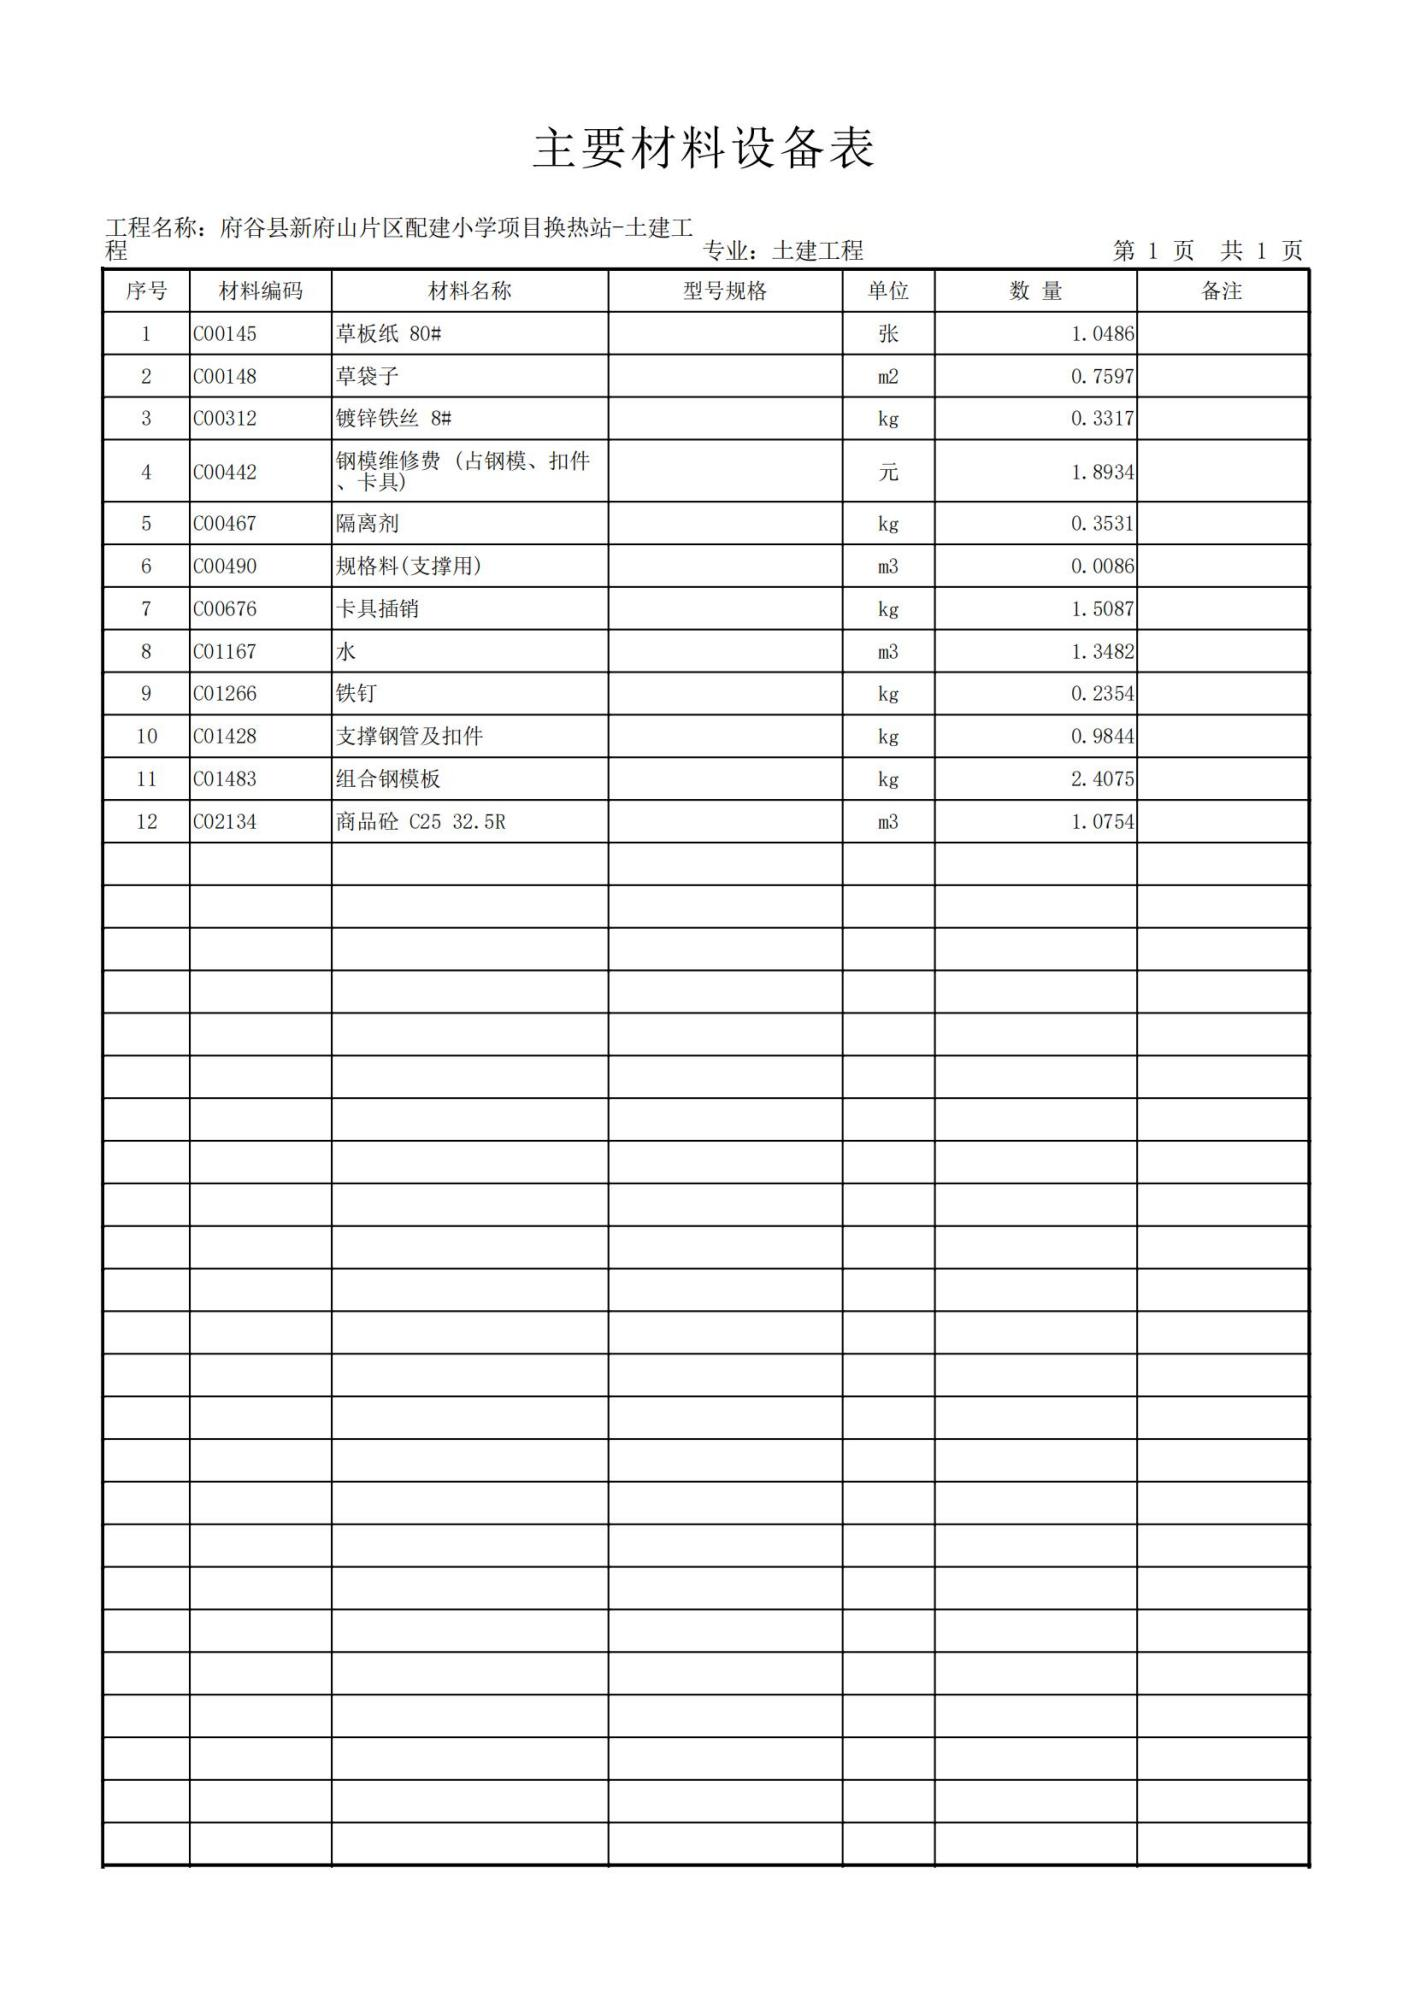 主要材料设备表
工程名称：府谷县新府山片区配建小学项目换热站-土建工
程 专业：土建工程 第 1 页 共 1 页
序号 材料编码 材料名称 型号规格 单位 数 量 备注
1 C00145 草板纸 80# 张 1.0486
2 C00148 草袋子 m2 0.7597
3 C00312 镀锌铁丝 8# kg 0.3317
4 C00442 钢模维修费 (占钢模、扣件
、卡具) 元 1.8934
5 C00467 隔离剂 kg 0.3531
6 C00490 规格料(支撑用) m3 0.0086
7 C00676 卡具插销 kg 1.5087
8 C01167 水 m3 1.3482
9 C01266 铁钉 kg 0.2354
10 C01428 支撑钢管及扣件 kg 0.9844
11 C01483 组合钢模板 kg 2.4075
12 C02134 商品砼 C25 32.5R m3 1.0754